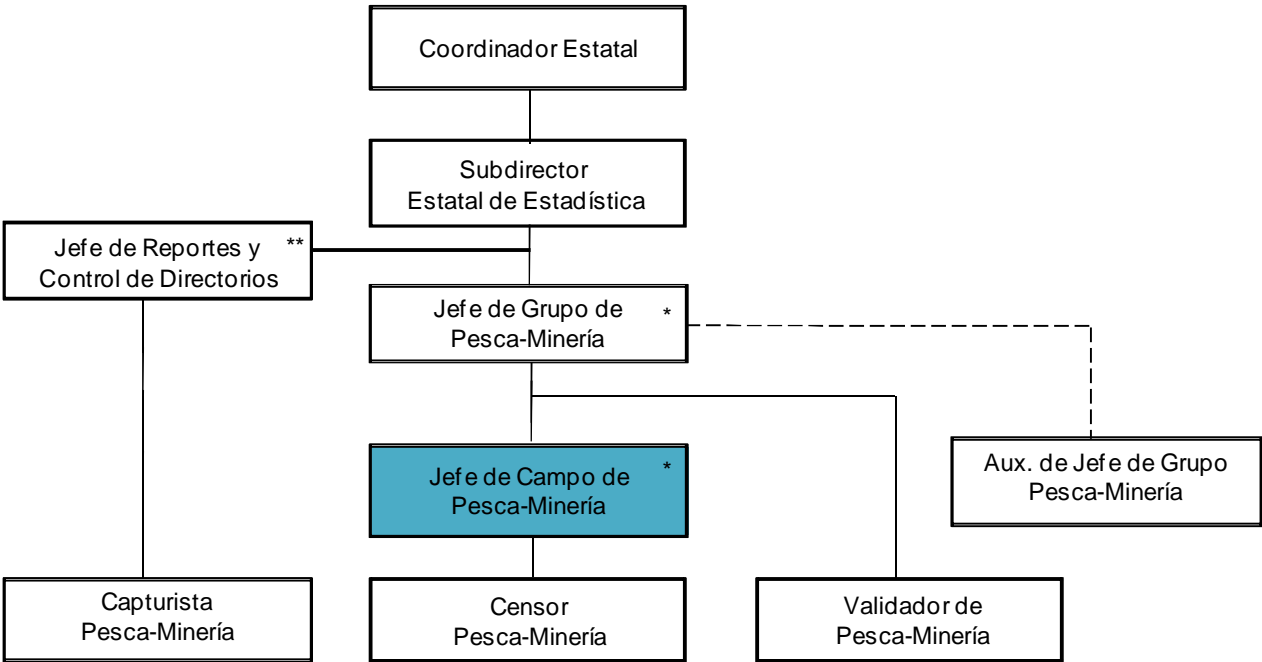 Coordinador Estatal
Subdirector
Estatal de Estadística
Jefe de Reportes y **
Control de Directorios
Jefe de Grupo de *
Pesca-Minería
Jefe de Campo de *
Pesca-Minería
Aux. de Jefe de Grupo
Pesca-Minería
Capturista
Pesca-Minería
Censor
Pesca-Minería
Validador de
Pesca-Minería